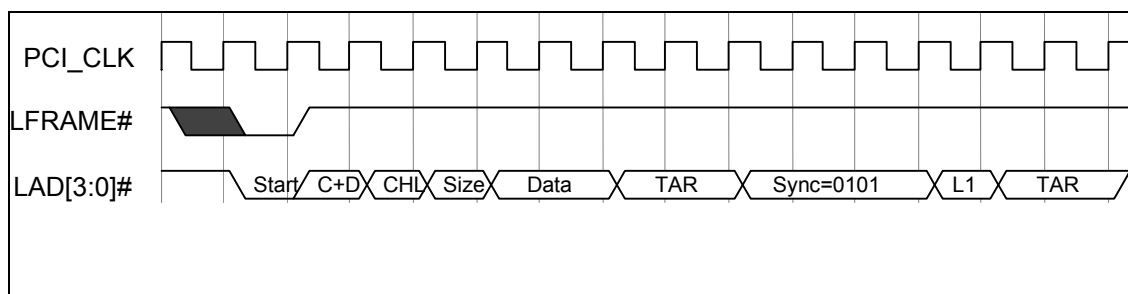 PCI_CLK
LFRAME#
LAD[3:0]# Start C+D CHL Size Data TAR Sync=0101 L1 TAR